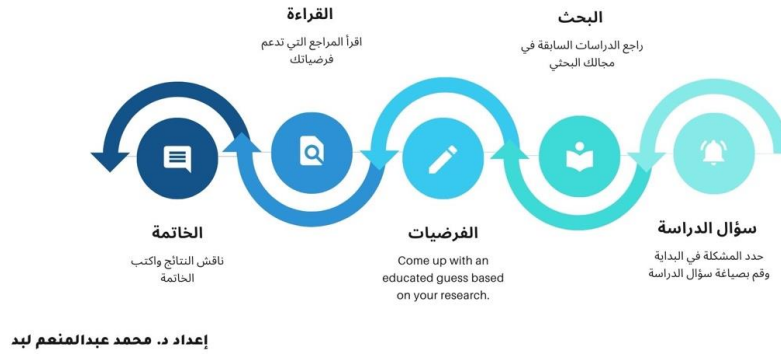 سؤال الدراسة
حدد المشكلة في البداية
وقم بصياغة سؤال الدراسة
البحث
راجع الدراسات السابقة في
مجالك البحثي
الفرضيات
Come up with an
educated guess based
on your research.
القراءة
اقرأ المراجع التي تدعم
فرضياتك
الخاتمة
ناقش النتائج واكتب
الخاتمة
إعداد د. محمد عبدالمنعم لبد